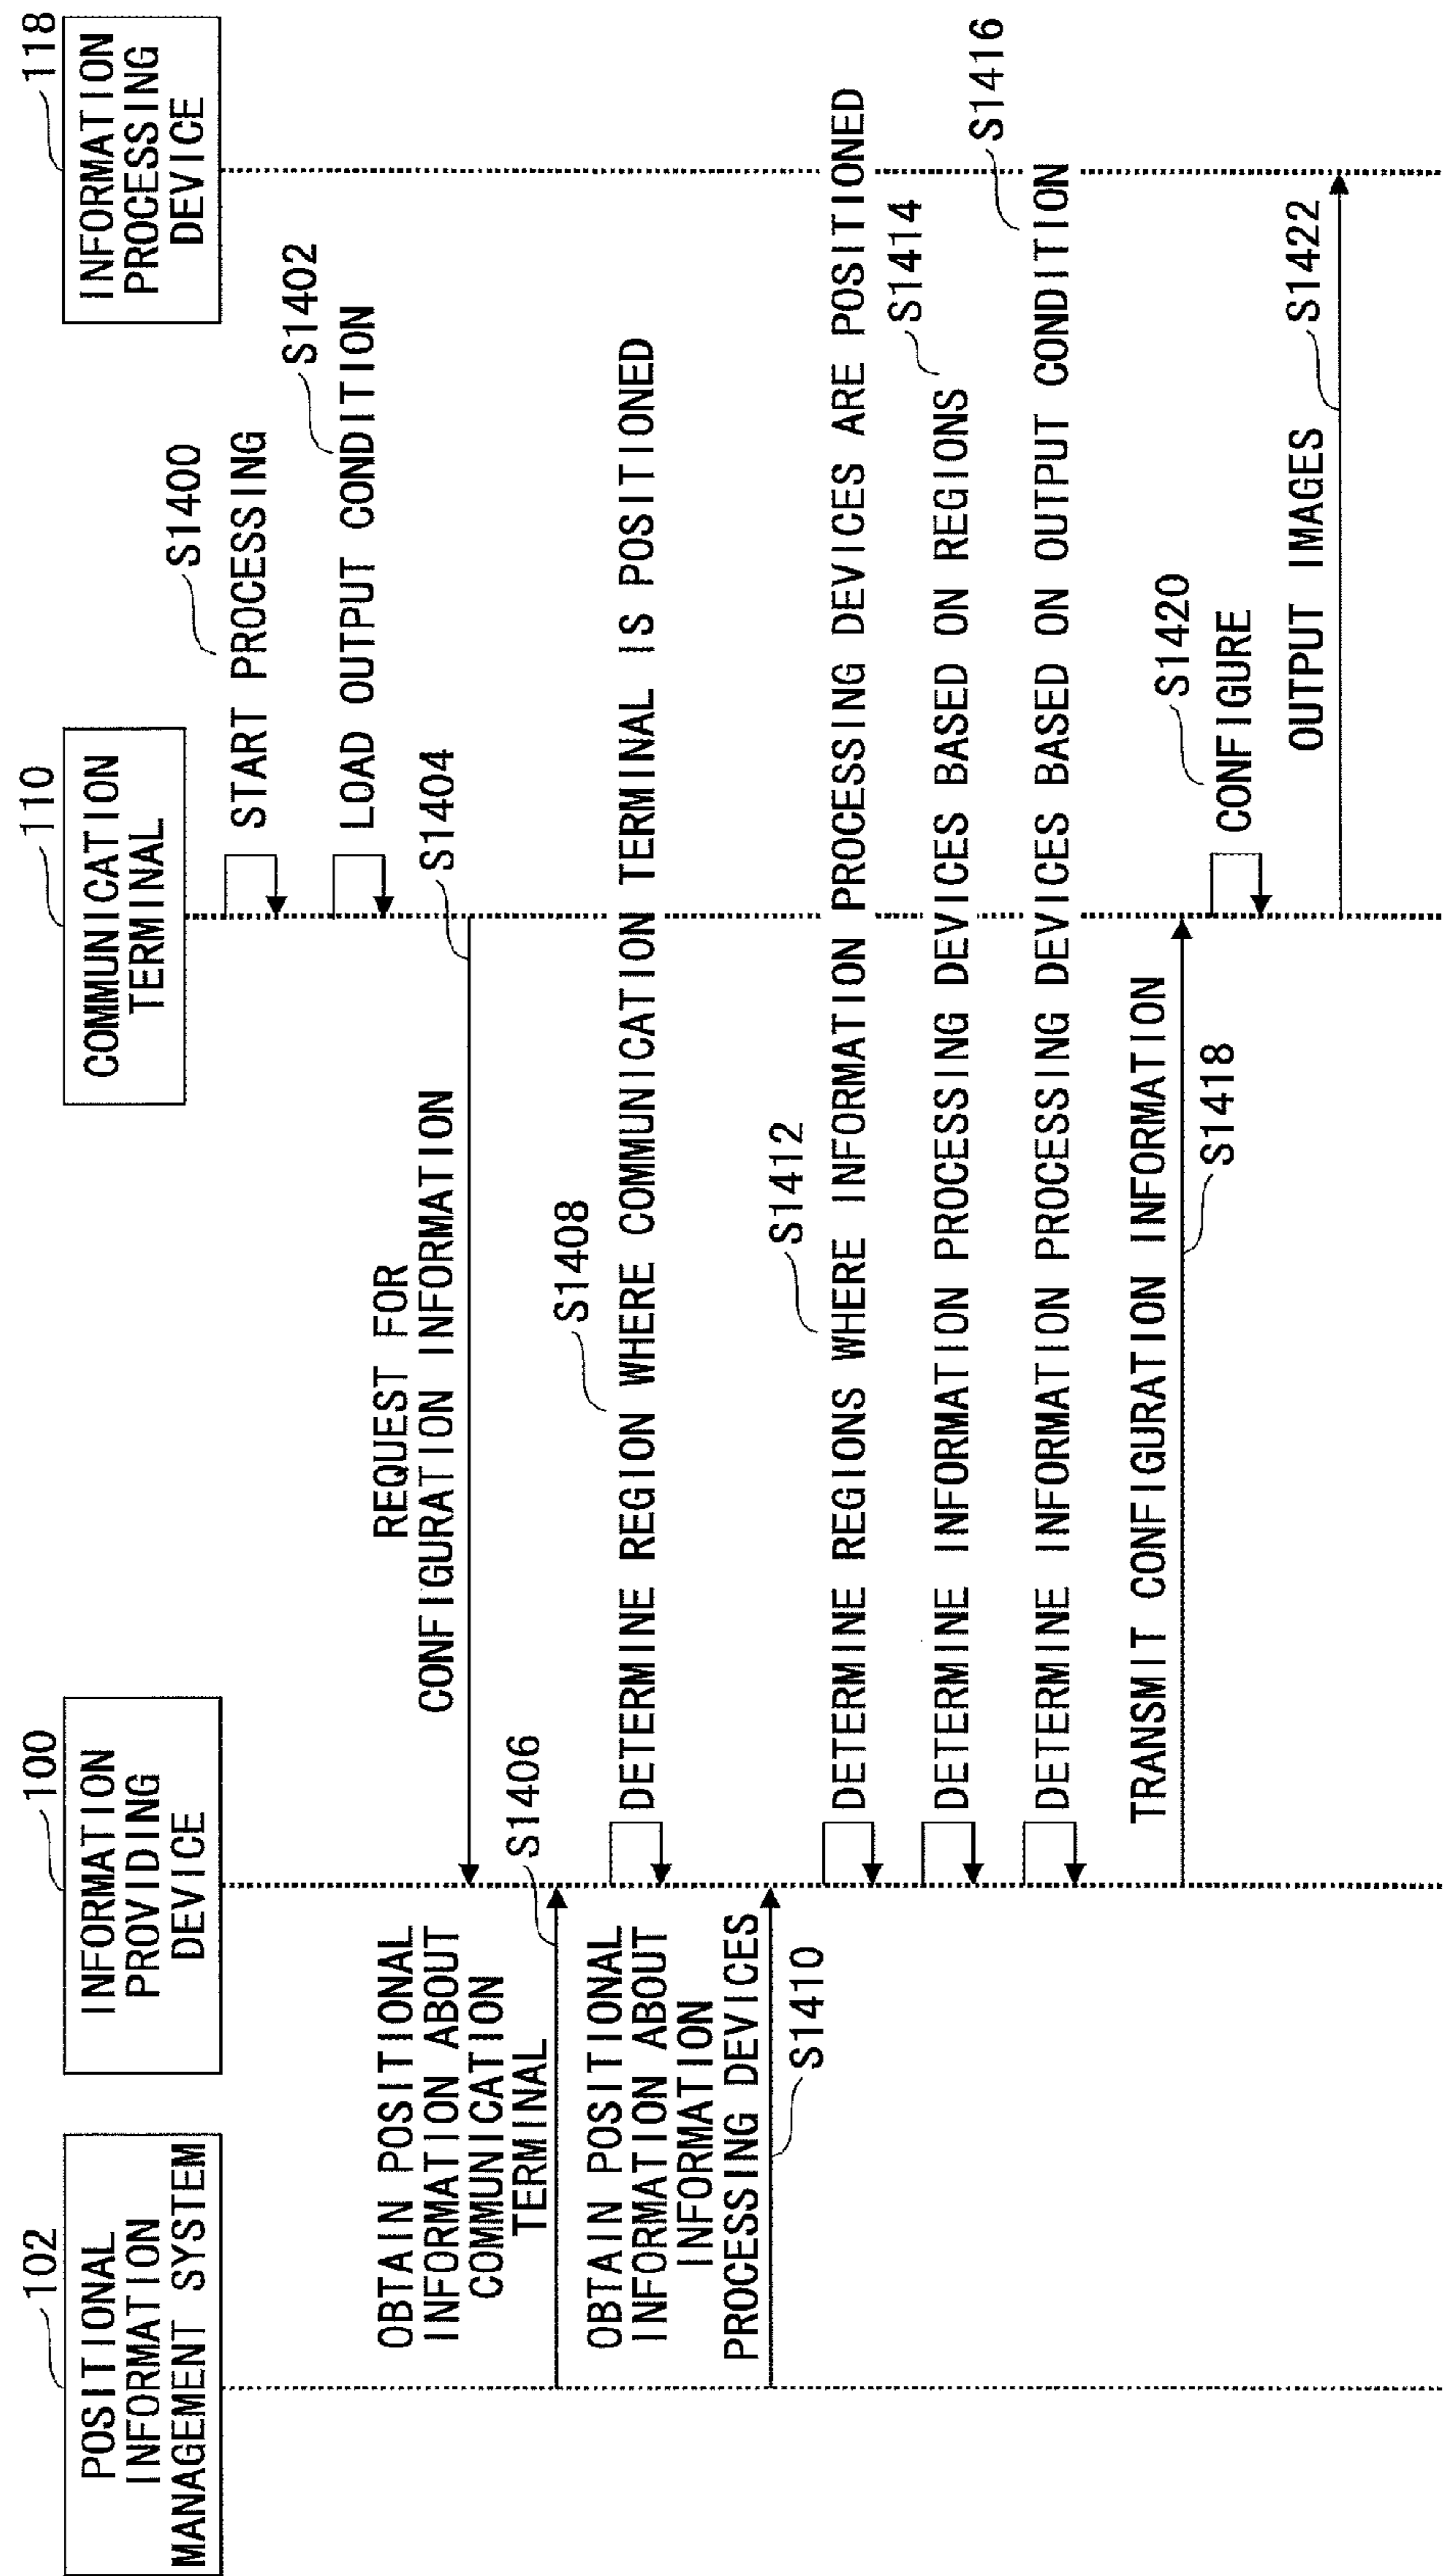 102
POSITIONAL
INFORMATION
MANAGEMENT SYSTEM
100
INFORMATION
PROVIDING
DEVICE
110
COMMUNICATION
TERMINAL
118
INFORMATION
PROCESSING
DEVICE
S1400
START PROCESSING
S1402
LOAD OUTPUT CONDITION
REQUEST FOR
CONFIGURATION INFORMATION
S1404
OBTAIN POSITIONAL
INFORMATION ABOUT
COMMUNICATION
TERMINAL
S1406
S1408
DETERMINE REGION WHERE COMMUNICATION TERMINAL IS POSITIONED
OBTAIN POSITIONAL
INFORMATION ABOUT
INFORMATION
PROCESSING DEVICES
S1410
S1412
DETERMINE REGIONS WHERE INFORMATION PROCESSING DEVICES ARE POSITIONED
S1414
DETERMINE INFORMATION PROCESSING DEVICES BASED ON REGIONS
S1416
DETERMINE INFORMATION PROCESSING DEVICES BASED ON OUTPUT CONDITION
TRANSMIT CONFIGURATION INFORMATION
S1418
S1420
CONFIGURE
OUTPUT IMAGES
S1422